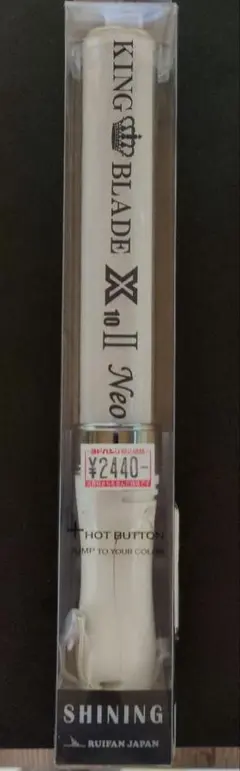 KING BLADE X10 II Neo
¥2440-
+HOT BUTTON
JUMP TO YOUR COLOR
SHINING
RUIFAN JAPAN